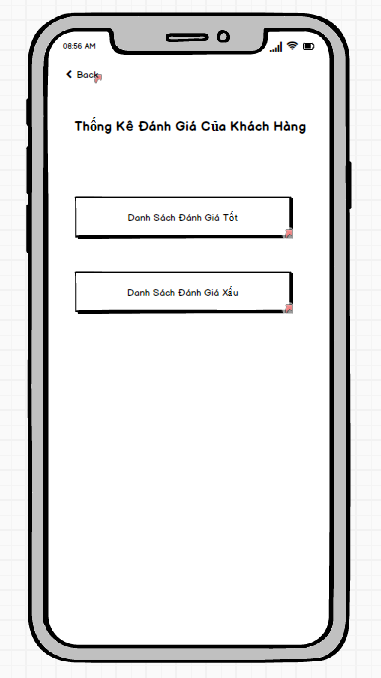 08:56 AM
Back
Thống Kê Đánh Giá Của Khách Hàng
Danh Sách Đánh Giá Tốt
Danh Sách Đánh Giá Xấu